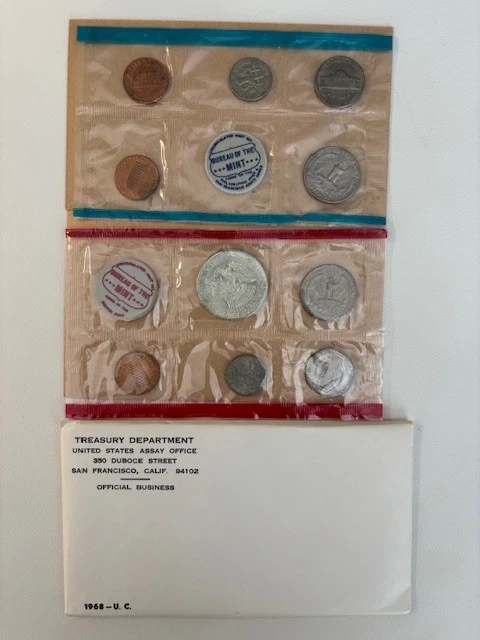 BUREAU OF THE
MINT
BUREAU OF THE
MINT
TREASURY DEPARTMENT
UNITED STATES ASSAY OFFICE
350 DUBOCE STREET
SAN FRANCISCO, CALIF. 94102
OFFICIAL BUSINESS
1968 — U. C.